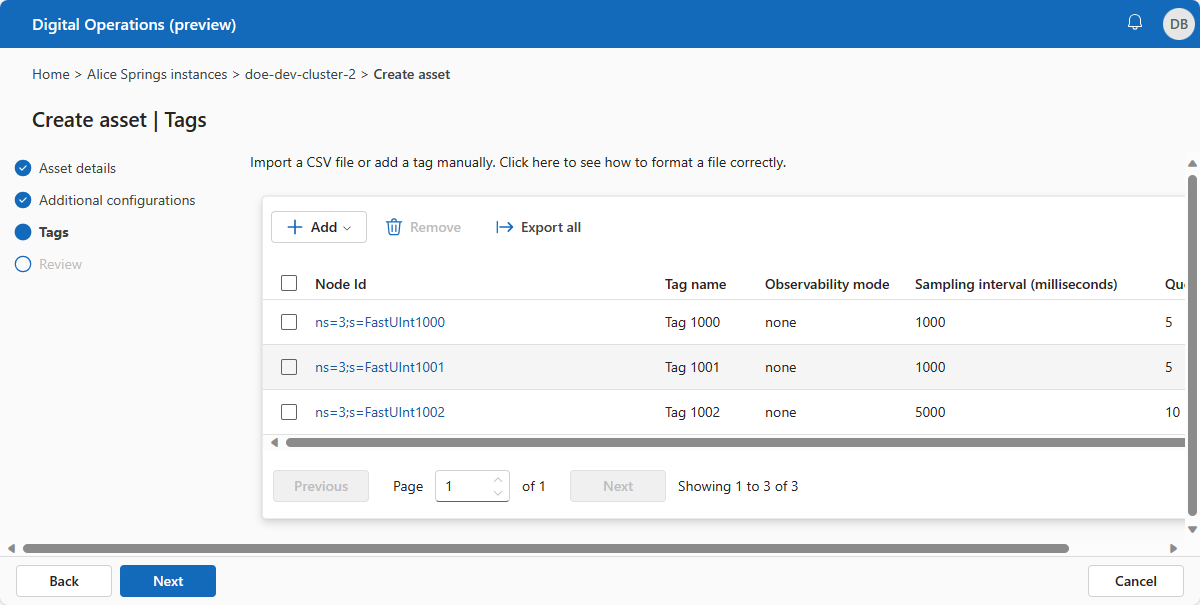 Digital Operations (preview)
DB
Home > Alice Springs instances > doe-dev-cluster-2 > Create asset
Create asset | Tags
Asset details
Additional configurations
Tags
Review
Import a CSV file or add a tag manually. Click here to see how to format a file correctly.
Add Remove Export all
Node Id Tag name Observability mode Sampling interval (milliseconds) Qu
ns=3;s=FastUInt1000 Tag 1000 none 1000 5
ns=3;s=FastUInt1001 Tag 1001 none 1000 5
ns=3;s=FastUInt1002 Tag 1002 none 5000 10
Previous Page 1 of 1 Next Showing 1 to 3 of 3
Back Next Cancel